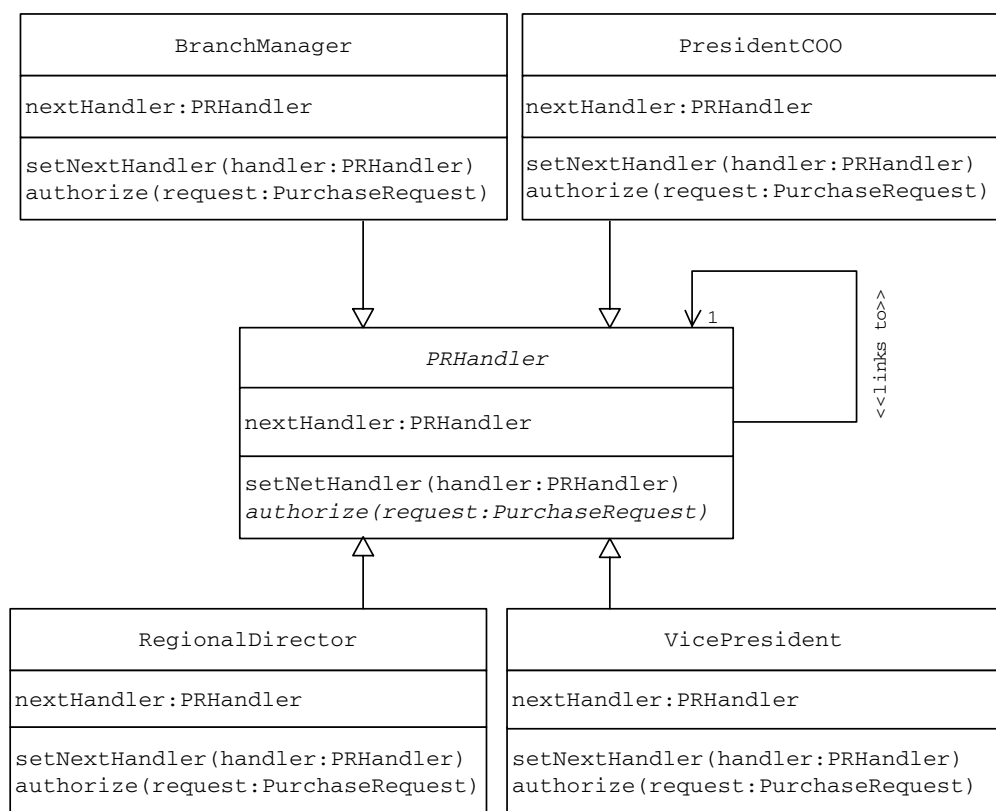 BranchManager
nextHandler:PRHandler
setNextHandler(handler:PRHandler)
authorize(request:PurchaseRequest)
PresidentCOO
nextHandler:PRHandler
setNextHandler(handler:PRHandler)
authorize(request:PurchaseRequest)
1
<<links to>>
PRHandler
nextHandler:PRHandler
setNetHandler(handler:PRHandler)
authorize(request:PurchaseRequest)
RegionalDirector
nextHandler:PRHandler
setNextHandler(handler:PRHandler)
authorize(request:PurchaseRequest)
VicePresident
nextHandler:PRHandler
setNextHandler(handler:PRHandler)
authorize(request:PurchaseRequest)